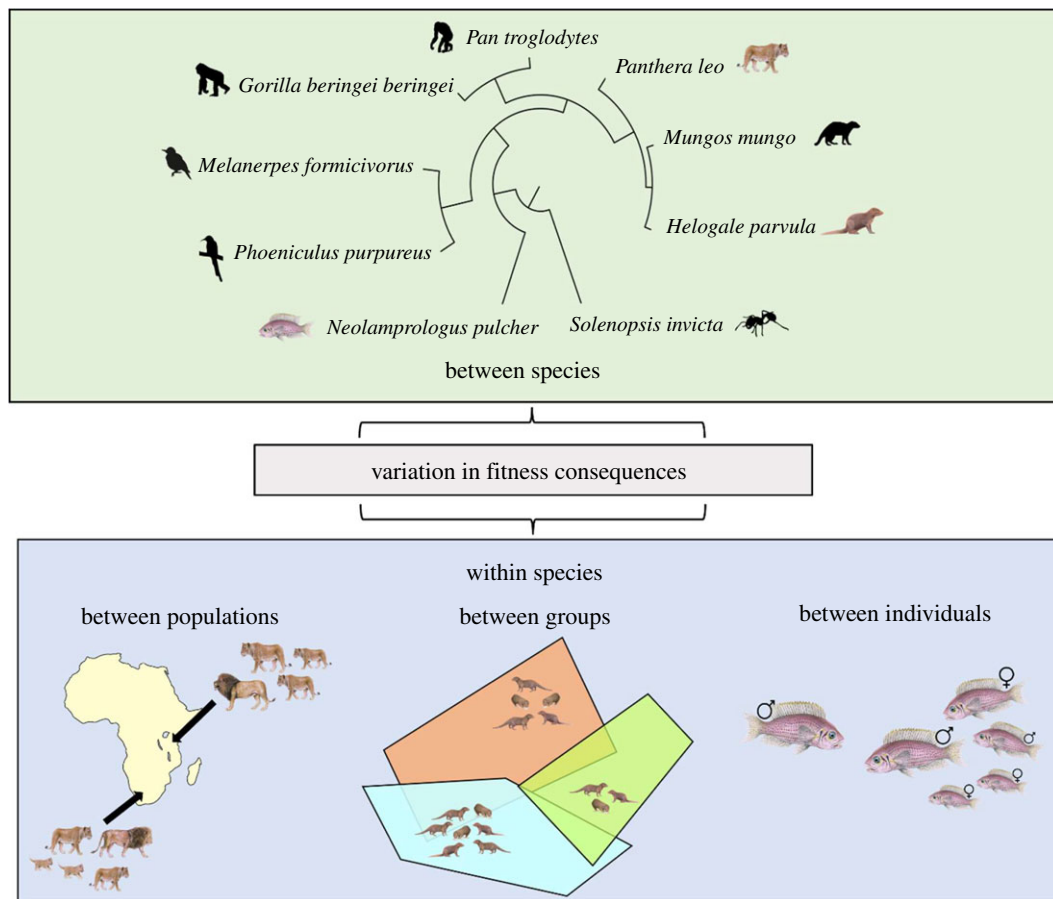 Pan troglodytes
Panthera leo
Gorilla beringei beringei
Mungos mungo
Melanerpes formicivorus
Helogale parvula
Phoeniculus purpureus
Neolamprologus pulcher
Solenopsis invicta
between species
variation in fitness consequences
within species
between populations
between groups
between individuals
♂
♂
♀
♂
♀
♀